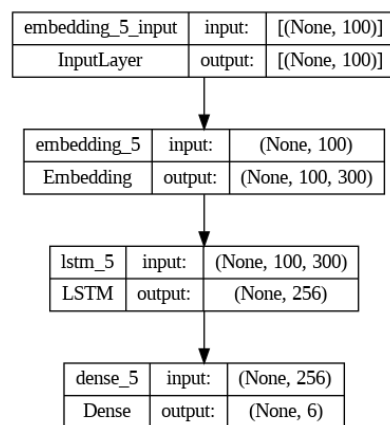 embedding_5_input input: [(None, 100)]
InputLayer output: [(None, 100)]
embedding_5 input: (None, 100)
Embedding output: (None, 100, 300)
lstm_5 input: (None, 100, 300)
LSTM output: (None, 256)
dense_5 input: (None, 256)
Dense output: (None, 6)